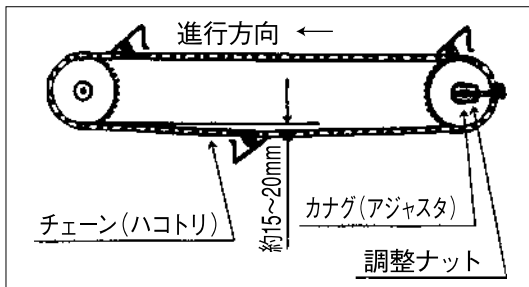 進行方向 ←
約15~20mm
カナグ(アジャスタ)
チェーン(ハコトリ)
調整ナット